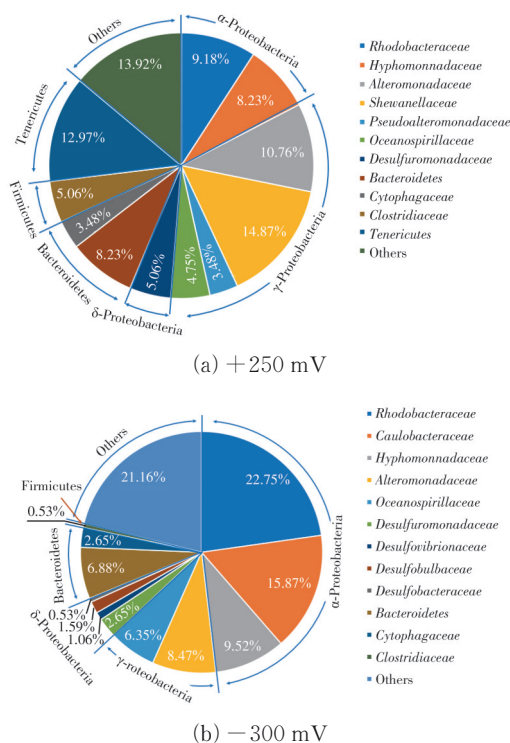 Others
α-Proteobacteria
13.92%
9.18%
8.23%
Tenericutes
12.97%
10.76%
Firmicutes
5.06%
3.48%
14.87%
Bacteroidetes
8.23%
5.06%
4.75%
3.48%
γ-Proteobacteria
δ-Proteobacteria
Rhodobacteraceae
Hyphomonnadaceae
Alteromonadaceae
Shewanellaceae
Pseudoalteromonadaceae
Oceanospirillaceae
Desulfuromonadaceae
Bacteroidetes
Cytophagaceae
Clostridiaceae
Tenericutes
Others
(a) +250 mV
Others
21.16%
22.75%
Firmicutes
0.53%
2.65%
Bacteroidetes
6.88%
α-Proteobacteria
15.87%
0.53%
1.59%
1.06%
2.65%
δ-Proteobacteria
6.35%
8.47%
9.52%
γ-roteobacteria
Rhodobacteraceae
Caulobacteraceae
Hyphomonnadaceae
Alteromonadaceae
Oceanospirillaceae
Desulfuromonadaceae
Desulfovibrionaceae
Desulfobulbaceae
Desulfobacteraceae
Bacteroidetes
Cytophagaceae
Clostridiaceae
Others
(b) −300 mV